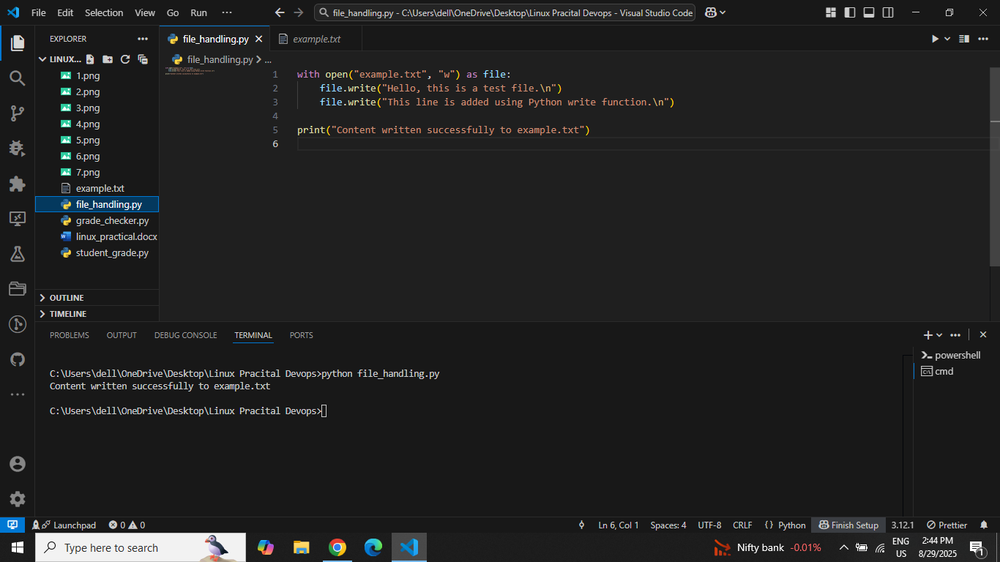 File Edit Selection View Go Run ···
file_handling.py - C:\Users\dell\OneDrive\Desktop\Linux Pracital Devops - Visual Studio Code
EXPLORER
file_handling.py
example.txt
LINUX...
file_handling.py > ...
1.png
2.png
3.png
4.png
5.png
6.png
7.png
example.txt
file_handling.py
grade_checker.py
linux_practical.docx
student_grade.py
OUTLINE
TIMELINE
1 with open("example.txt", "w") as file:
2     file.write("Hello, this is a test file.\n")
3     file.write("This line is added using Python write function.\n")
4
5 print("Content written successfully to example.txt")
6
PROBLEMS OUTPUT DEBUG CONSOLE TERMINAL PORTS
C:\Users\dell\OneDrive\Desktop\Linux Pracital Devops>python file_handling.py
Content written successfully to example.txt
C:\Users\dell\OneDrive\Desktop\Linux Pracital Devops>
powershell
cmd
Launchpad 0 0 Ln 6, Col 1 Spaces: 4 UTF-8 CRLF {} Python Finish Setup 3.12.1 Prettier
Type here to search
Nifty bank -0.01%
ENG
US
2:44 PM
8/29/2025
1